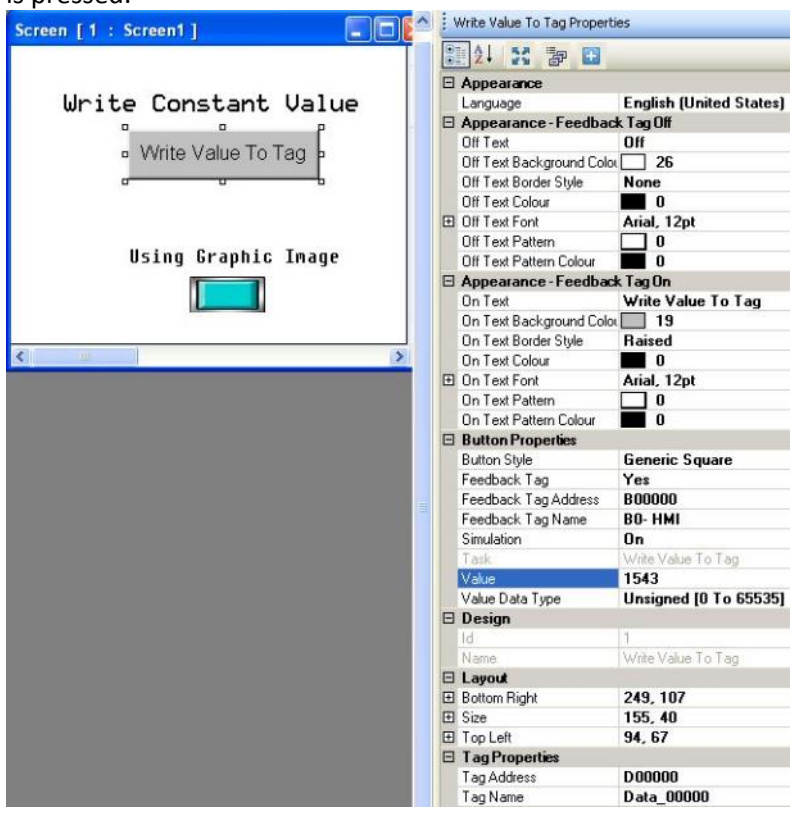 is pressed.
Screen [ 1 : Screen1 ]
Write Constant Value
Write Value To Tag
Using Graphic Image
Write Value To Tag Properties
Appearance
Language English (United States)
Appearance - Feedback Tag Off
Off Text Off
Off Text Background Colou 26
Off Text Border Style None
Off Text Colour 0
Off Text Font Arial, 12pt
Off Text Pattern 0
Off Text Pattern Colour 0
Appearance - Feedback Tag On
On Text Write Value To Tag
On Text Background Colou 19
On Text Border Style Raised
On Text Colour 0
On Text Font Arial, 12pt
On Text Pattern 0
On Text Pattern Colour 0
Button Properties
Button Style Generic Square
Feedback Tag Yes
Feedback Tag Address B00000
Feedback Tag Name B0- HMI
Simulation On
Task Write Value To Tag
Value 1543
Value Data Type Unsigned [0 To 65535]
Design
Id 1
Name Write Value To Tag
Layout
Bottom Right 249, 107
Size 155, 40
Top Left 94, 67
Tag Properties
Tag Address D00000
Tag Name Data_00000